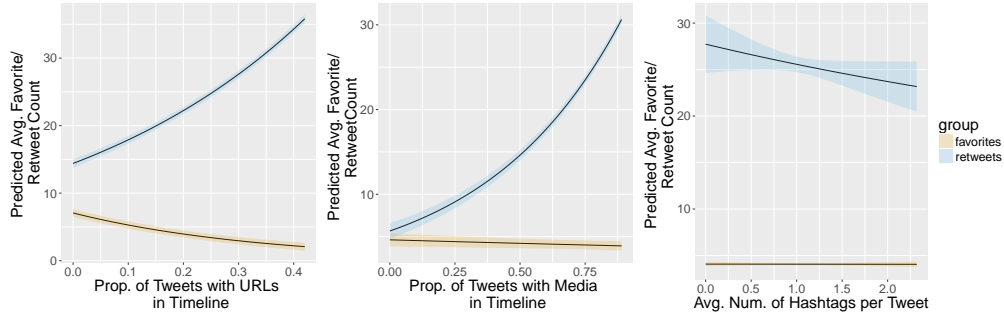 Predicted Avg. Favorite/
Retweet Count
30
20
10
0
0.0 0.1 0.2 0.3 0.4
Prop. of Tweets with URLs
in Timeline
Predicted Avg. Favorite/
RetweetCount
30
20
10
0.00 0.25 0.50 0.75
Prop. of Tweets with Media
in Timeline
Predicted Avg. Favorite/
Retweet Count
30
20
10
0.0 0.5 1.0 1.5 2.0
Avg. Num. of Hashtags per Tweet
group
favorites
retweets